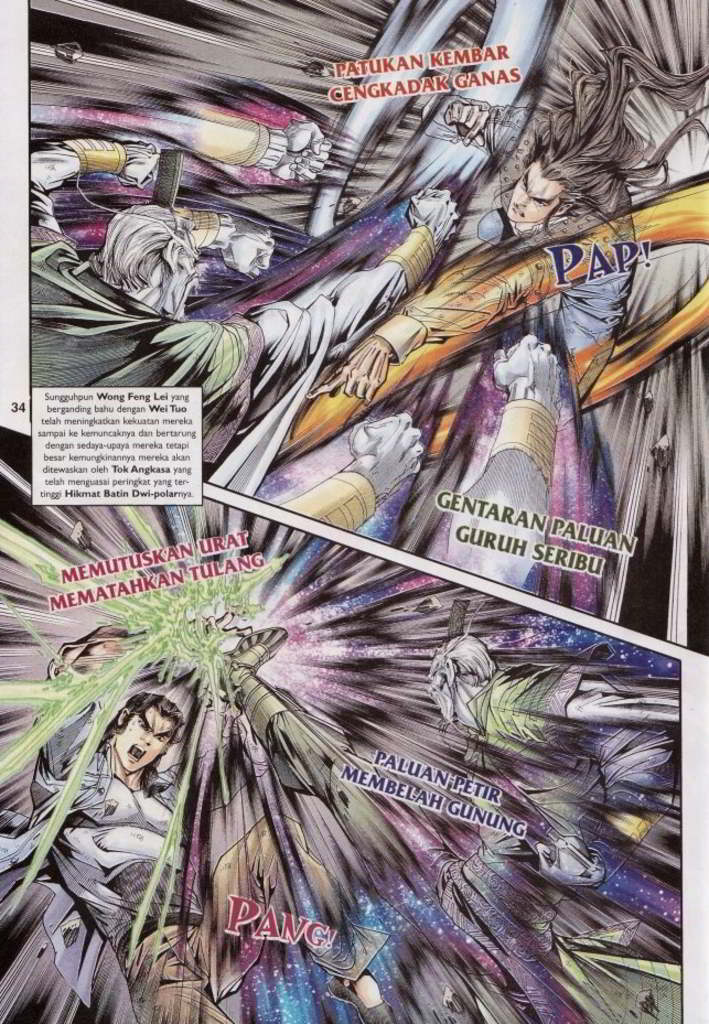 PATUKAN KEMBAR
CENGKADAK GANAS
PAP!
34
Sungguhpun Wong Feng Lei yang
berganding bahu dengan Wei Tuo
telah meningkatkan kekuatan mereka
sampai ke kemuncaknya dan bertarung
dengan sedaya-upaya mereka tetapi
besar kemungkinannya mereka akan
ditewaskan oleh Tok Angkasa yang
telah menguasai peringkat yang ter-
tinggi Hikmat Batin Dwi-polarnya.
GENTARAN PALUAN
GURUH SERIBU
MEMUTUSKAN URAT
MEMATAHKAN TULANG
PALUAN PETIR
MEMBELAH GUNUNG
PANG!